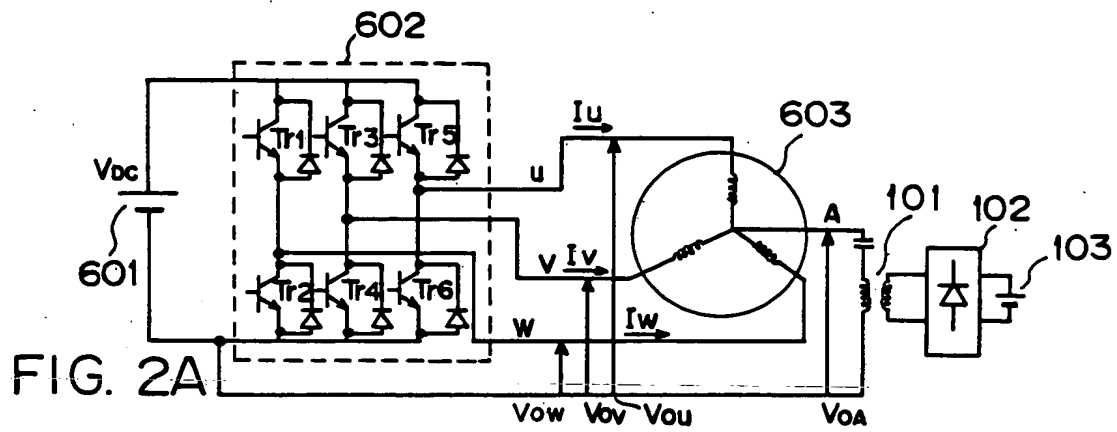 602
Iu
603
Tr1
Tr3
Tr5
VDC
u
A
101
102
103
601
V
Iv
Tr2
Tr4
Tr6
W
Iw
FIG. 2A
VOW
VOV
VOU
VOA